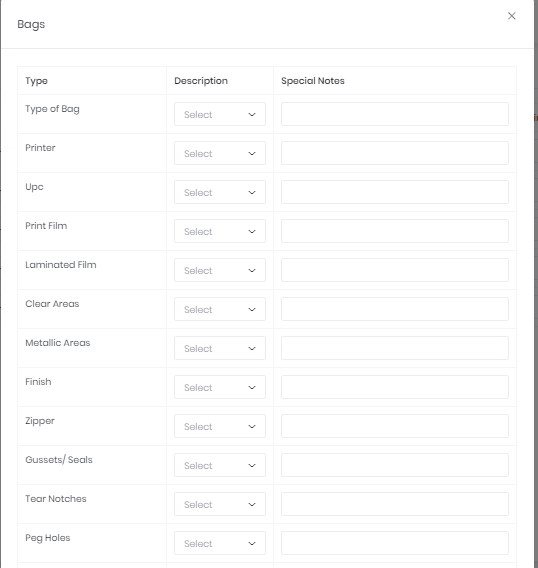 Bags
Type Description Special Notes
Type of Bag Select
Printer Select
Upc Select
Print Film Select
Laminated Film Select
Clear Areas Select
Metallic Areas Select
Finish Select
Zipper Select
Gussets/ Seals Select
Tear Notches Select
Peg Holes Select